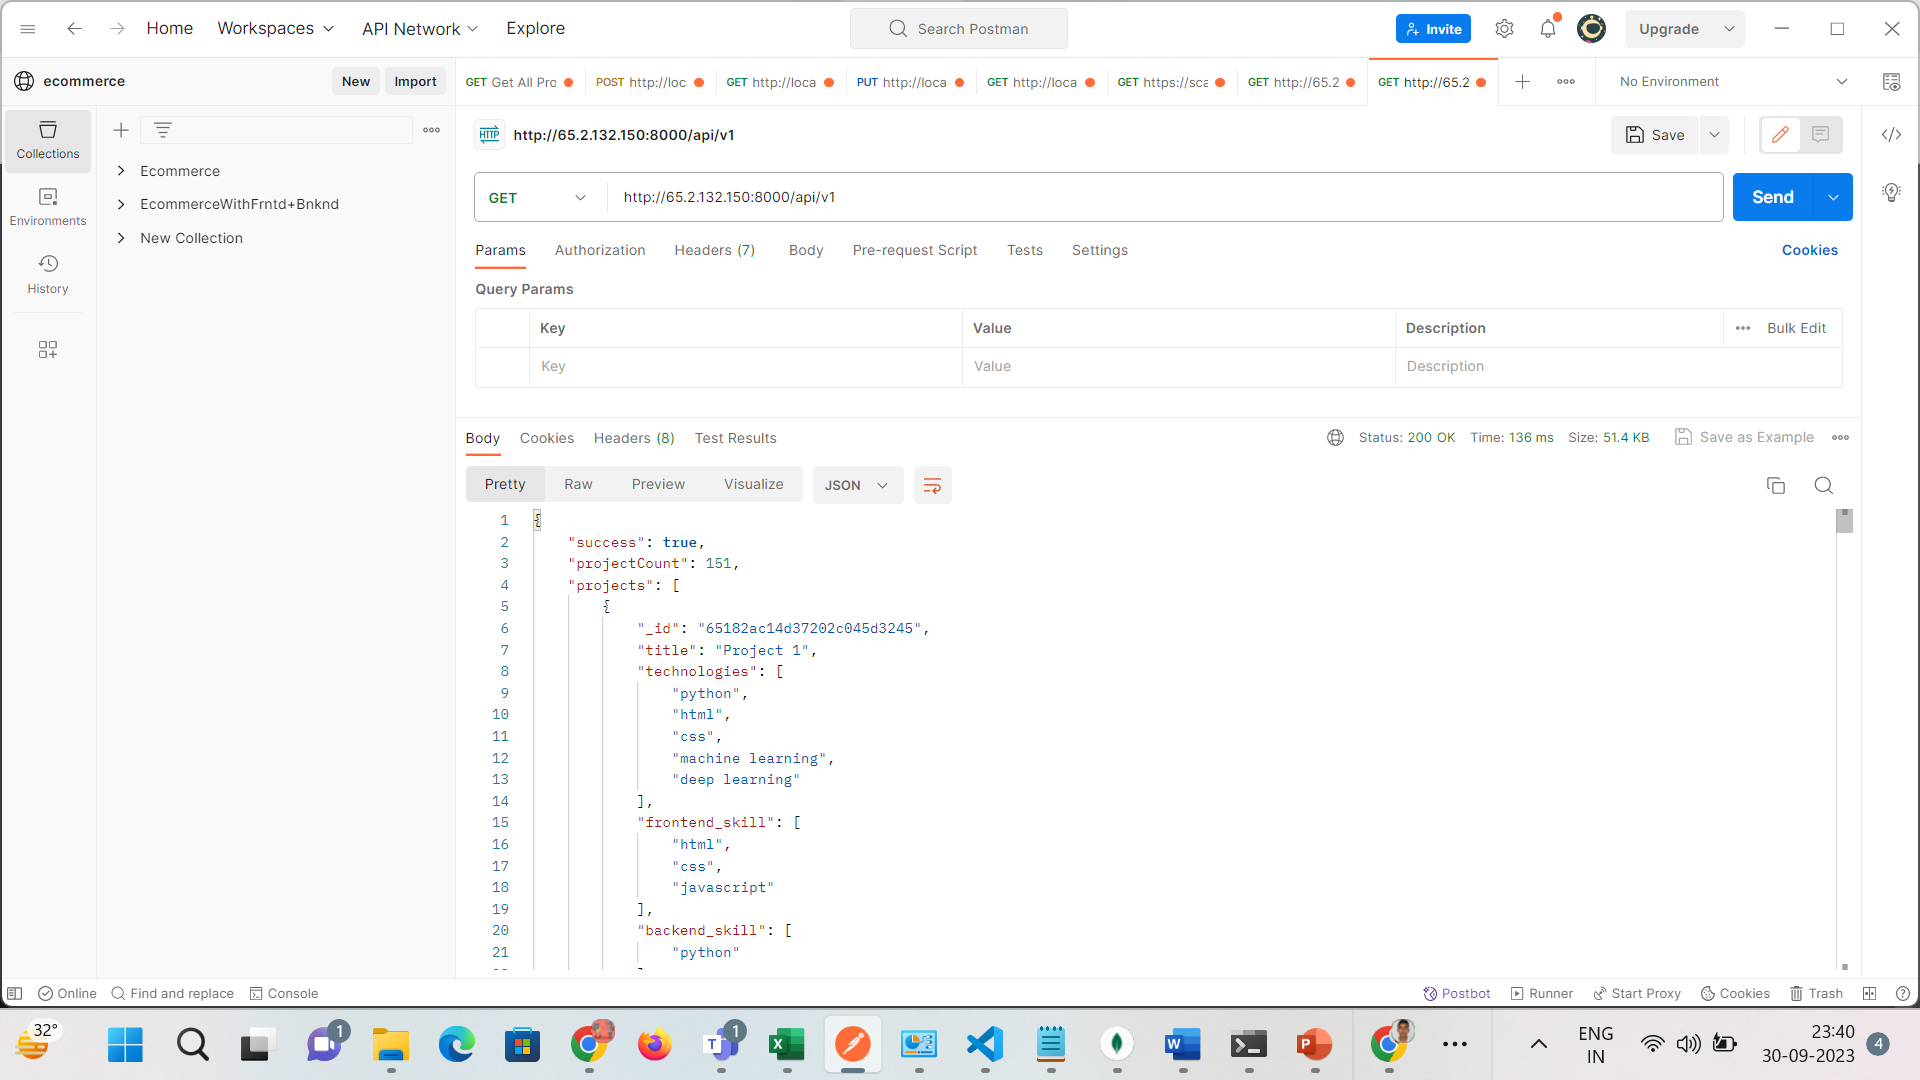 Home Workspaces API Network Explore Search Postman Invite Upgrade
ecommerce New Import GET Get All Pro POST http://loc GET http://loca PUT http://loca GET http://loca GET https://sca GET http://65.2 GET http://65.2 No Environment
Collections
Environments
History
Ecommerce
EcommerceWithFrntd+Bnknd
New Collection
HTTP http://65.2.132.150:8000/api/v1 Save
GET http://65.2.132.150:8000/api/v1 Send
Params Authorization Headers (7) Body Pre-request Script Tests Settings Cookies
Query Params
Key Value Description Bulk Edit
Key Value Description
Body Cookies Headers (8) Test Results Status: 200 OK Time: 136 ms Size: 51.4 KB Save as Example
Pretty Raw Preview Visualize JSON
1 {
2 "success": true,
3 "projectCount": 151,
4 "projects": [
5 {
6 "_id": "65182ac14d37202c045d3245",
7 "title": "Project 1",
8 "technologies": [
9 "python",
10 "html",
11 "css",
12 "machine learning",
13 "deep learning"
14 ],
15 "frontend_skill": [
16 "html",
17 "css",
18 "javascript"
19 ],
20 "backend_skill": [
21 "python"
Online Find and replace Console Postbot Runner Start Proxy Cookies Trash
32° 1 1 ENG 23:40
IN 30-09-2023 4